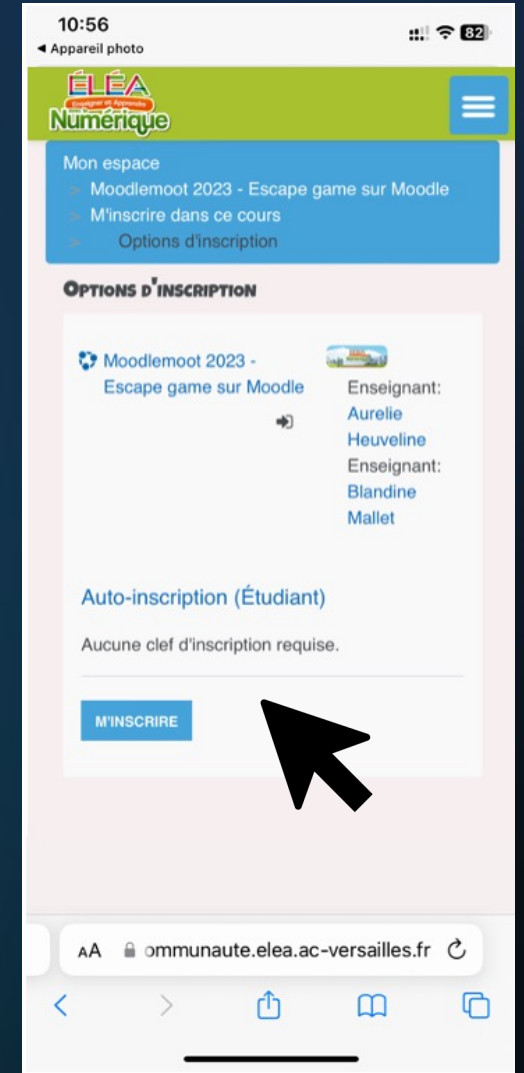 10:56
82
◄ Appareil photo
ÉLÉA
Enseigner et Apprendre
Numérique
Mon espace
> Moodlemoot 2023 - Escape game sur Moodle
> M'inscrire dans ce cours
> Options d'inscription
OPTIONS D'INSCRIPTION
Moodlemoot 2023 -
Escape game sur Moodle
Enseignant:
Aurelie
Heuveline
Enseignant:
Blandine
Mallet
Auto-inscription (Étudiant)
Aucune clef d'inscription requise.
M'INSCRIRE
AA ommunaute.elea.ac-versailles.fr